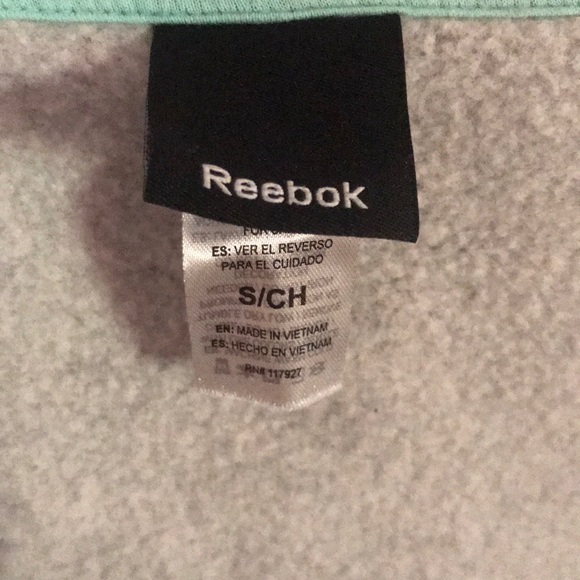 Reebok
FOR
ES: VER EL REVERSO
PARA EL CUIDADO
S/CH
EN: MADE IN VIETNAM
ES: HECHO EN VIETNAM
RN# 117927